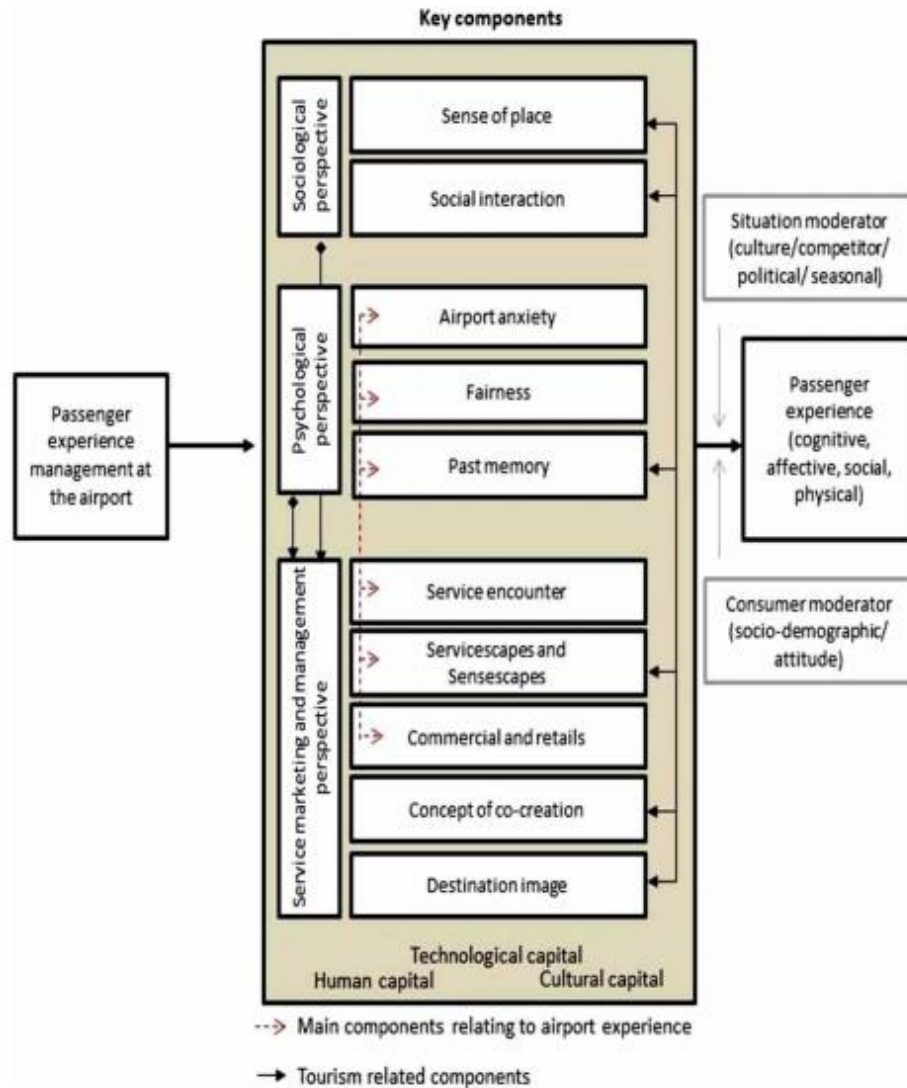 Key components
Sociological
perspective
Sense of place
Social interaction
Psychological
perspective
Airport anxiety
Fairness
Past memory
Service marketing and management
perspective
Service encounter
Servicescapes and
Sensescapes
Commercial and retails
Concept of co-creation
Destination image
Technological capital
Human capital
Cultural capital
Passenger
experience
management at
the airport
Situation moderator
(culture/competitor/
political/ seasonal)
Passenger
experience
(cognitive,
affective, social,
physical)
Consumer moderator
(socio-demographic/
attitude)
Main components relating to airport experience
Tourism related components